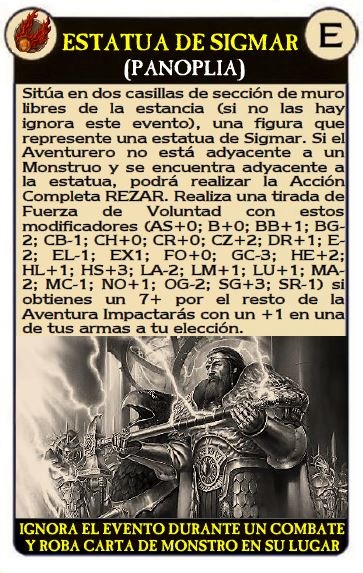 ESTATUA DE SIGMAR
E
(PANOPLIA)
Sitúa en dos casillas de sección de muro
libres de la estancia (si no las hay
ignora este evento), una figura que
represente una estatua de Sigmar. Si el
Aventurero no está adyacente a un
Monstruo y se encuentra adyacente a
la estatua, podrá realizar la Acción
Completa REZAR. Realiza una tirada de
Fuerza de Voluntad con estos
modificadores (AS+0; B+0; BB+1; BG-
2; CB-1; CH+0; CR+0; CZ+2; DR+1; E-
2; EL-1, EX1; FO+0; GC-3; HE+2;
HL+1; HS+3; LA-2; LM+1; LU+1; MA-
2; MC-1; NO+1; OG-2; SG+3; SR-1) si
obtienes un 7+ por el resto de la
Aventura Impactarás con un +1 en una
de tus armas a tu elección.
IGNORA EL EVENTO DURANTE UN COMBATE
Y ROBA CARTA DE MONSTRO EN SU LUGAR